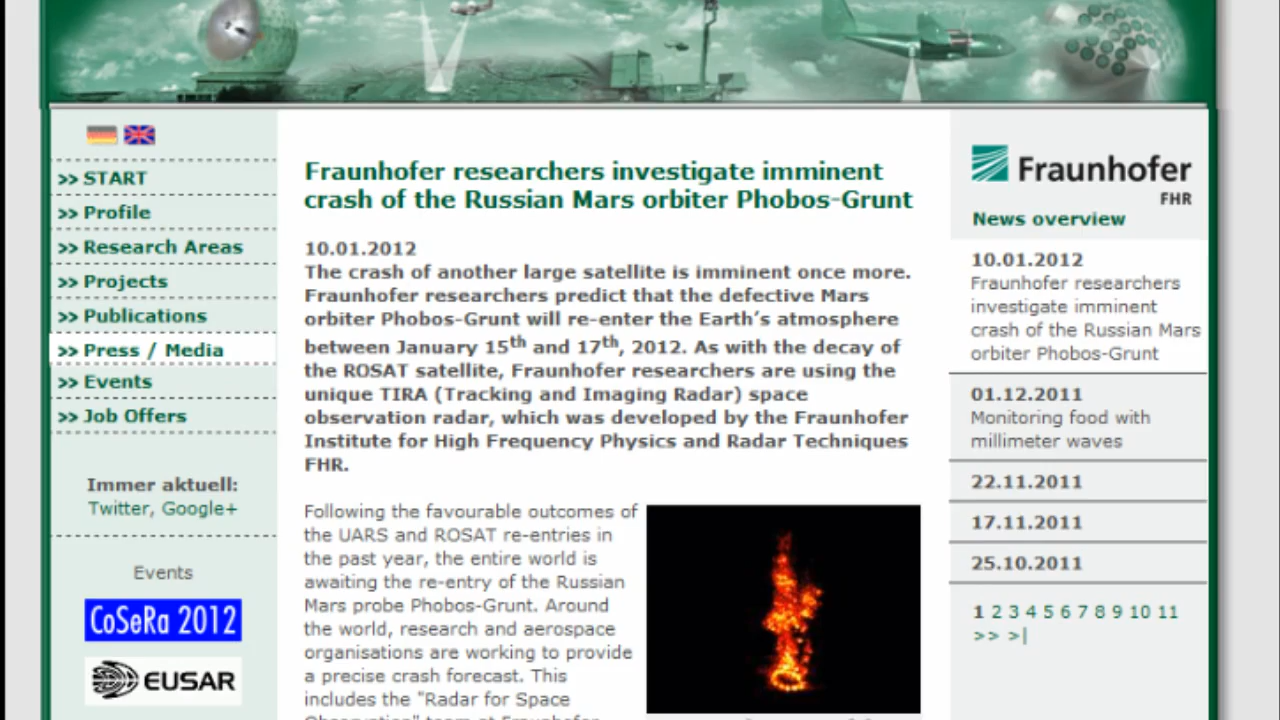 >> START
>> Profile
>> Research Areas
>> Projects
>> Publications
>> Press / Media
>> Events
>> Job Offers
Immer aktuell:
Twitter, Google+
Events
CoSeRa 2012
EUSAR
Fraunhofer researchers investigate imminent
crash of the Russian Mars orbiter Phobos-Grunt
10.01.2012
The crash of another large satellite is imminent once more.
Fraunhofer researchers predict that the defective Mars
orbiter Phobos-Grunt will re-enter the Earth's atmosphere
between January 15th and 17th, 2012. As with the decay of
the ROSAT satellite, Fraunhofer researchers are using the
unique TIRA (Tracking and Imaging Radar) space
observation radar, which was developed by the Fraunhofer
Institute for High Frequency Physics and Radar Techniques
FHR.
Following the favourable outcomes of
the UARS and ROSAT re-entries in
the past year, the entire world is
awaiting the re-entry of the Russian
Mars probe Phobos-Grunt. Around
the world, research and aerospace
organisations are working to provide
a precise crash forecast. This
includes the "Radar for Space
Observation" team at Fraunhofer
Fraunhofer
FHR
News overview
10.01.2012
Fraunhofer researchers
investigate imminent
crash of the Russian Mars
orbiter Phobos-Grunt
01.12.2011
Monitoring food with
millimeter waves
22.11.2011
17.11.2011
25.10.2011
1 2 3 4 5 6 7 8 9 10 11
>> >|